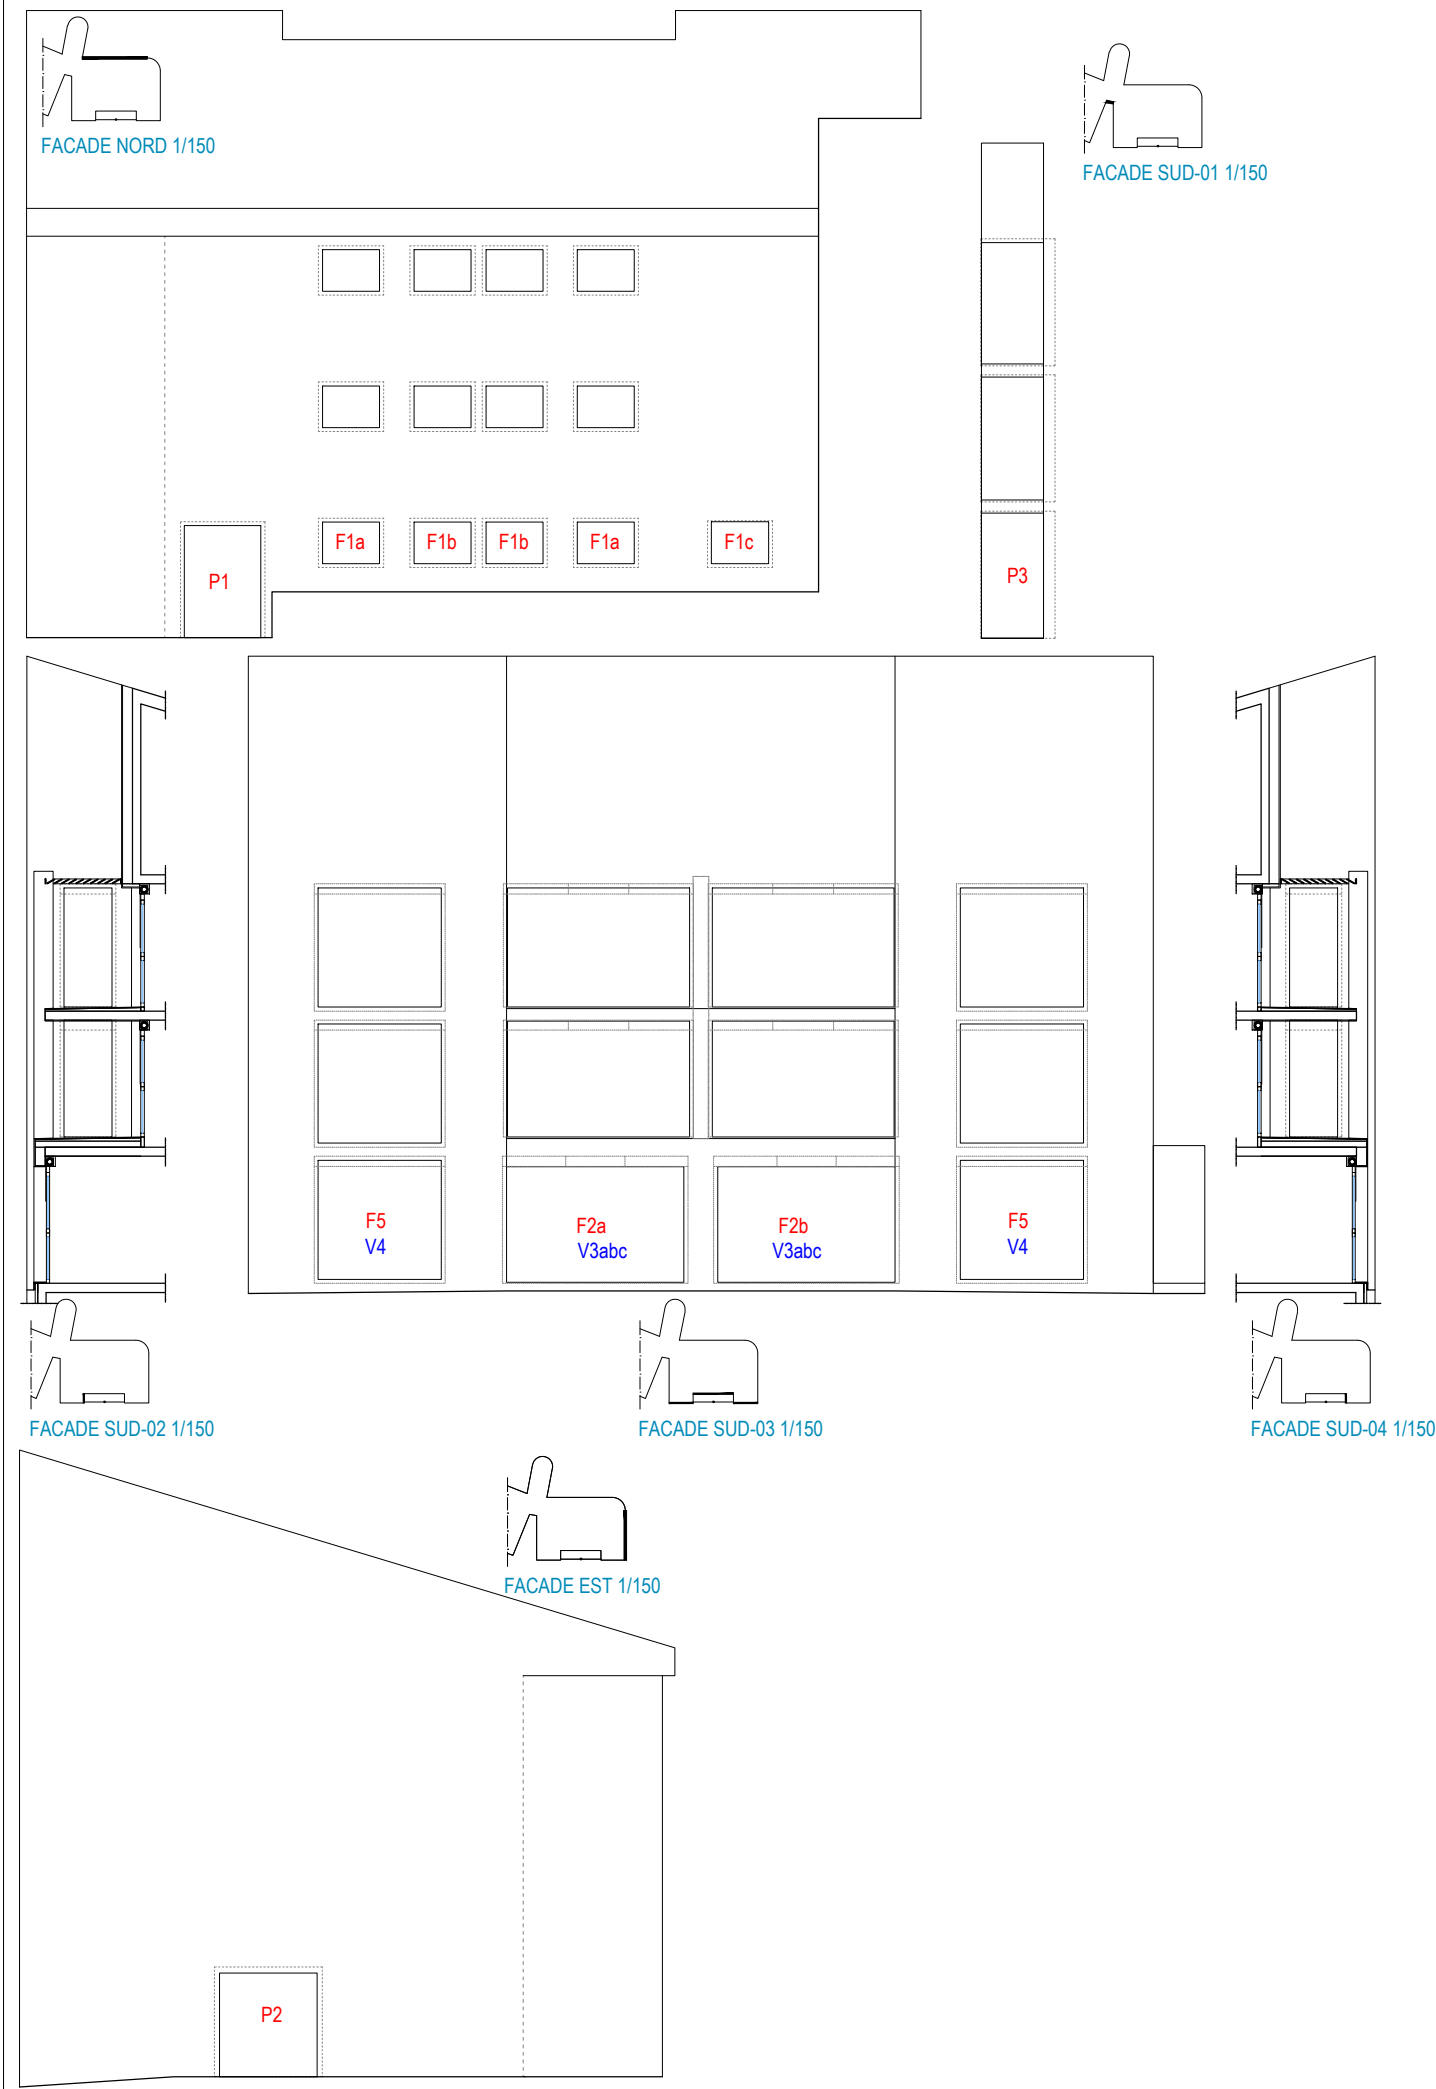 FACADE NORD 1/150
FACADE SUD-01 1/150
F1a
F1b
F1b
F1a
F1c
P1
P3
F5
V4
F2a
V3abc
F2b
V3abc
F5
V4
FACADE SUD-02 1/150
FACADE SUD-03 1/150
FACADE SUD-04 1/150
FACADE EST 1/150
P2